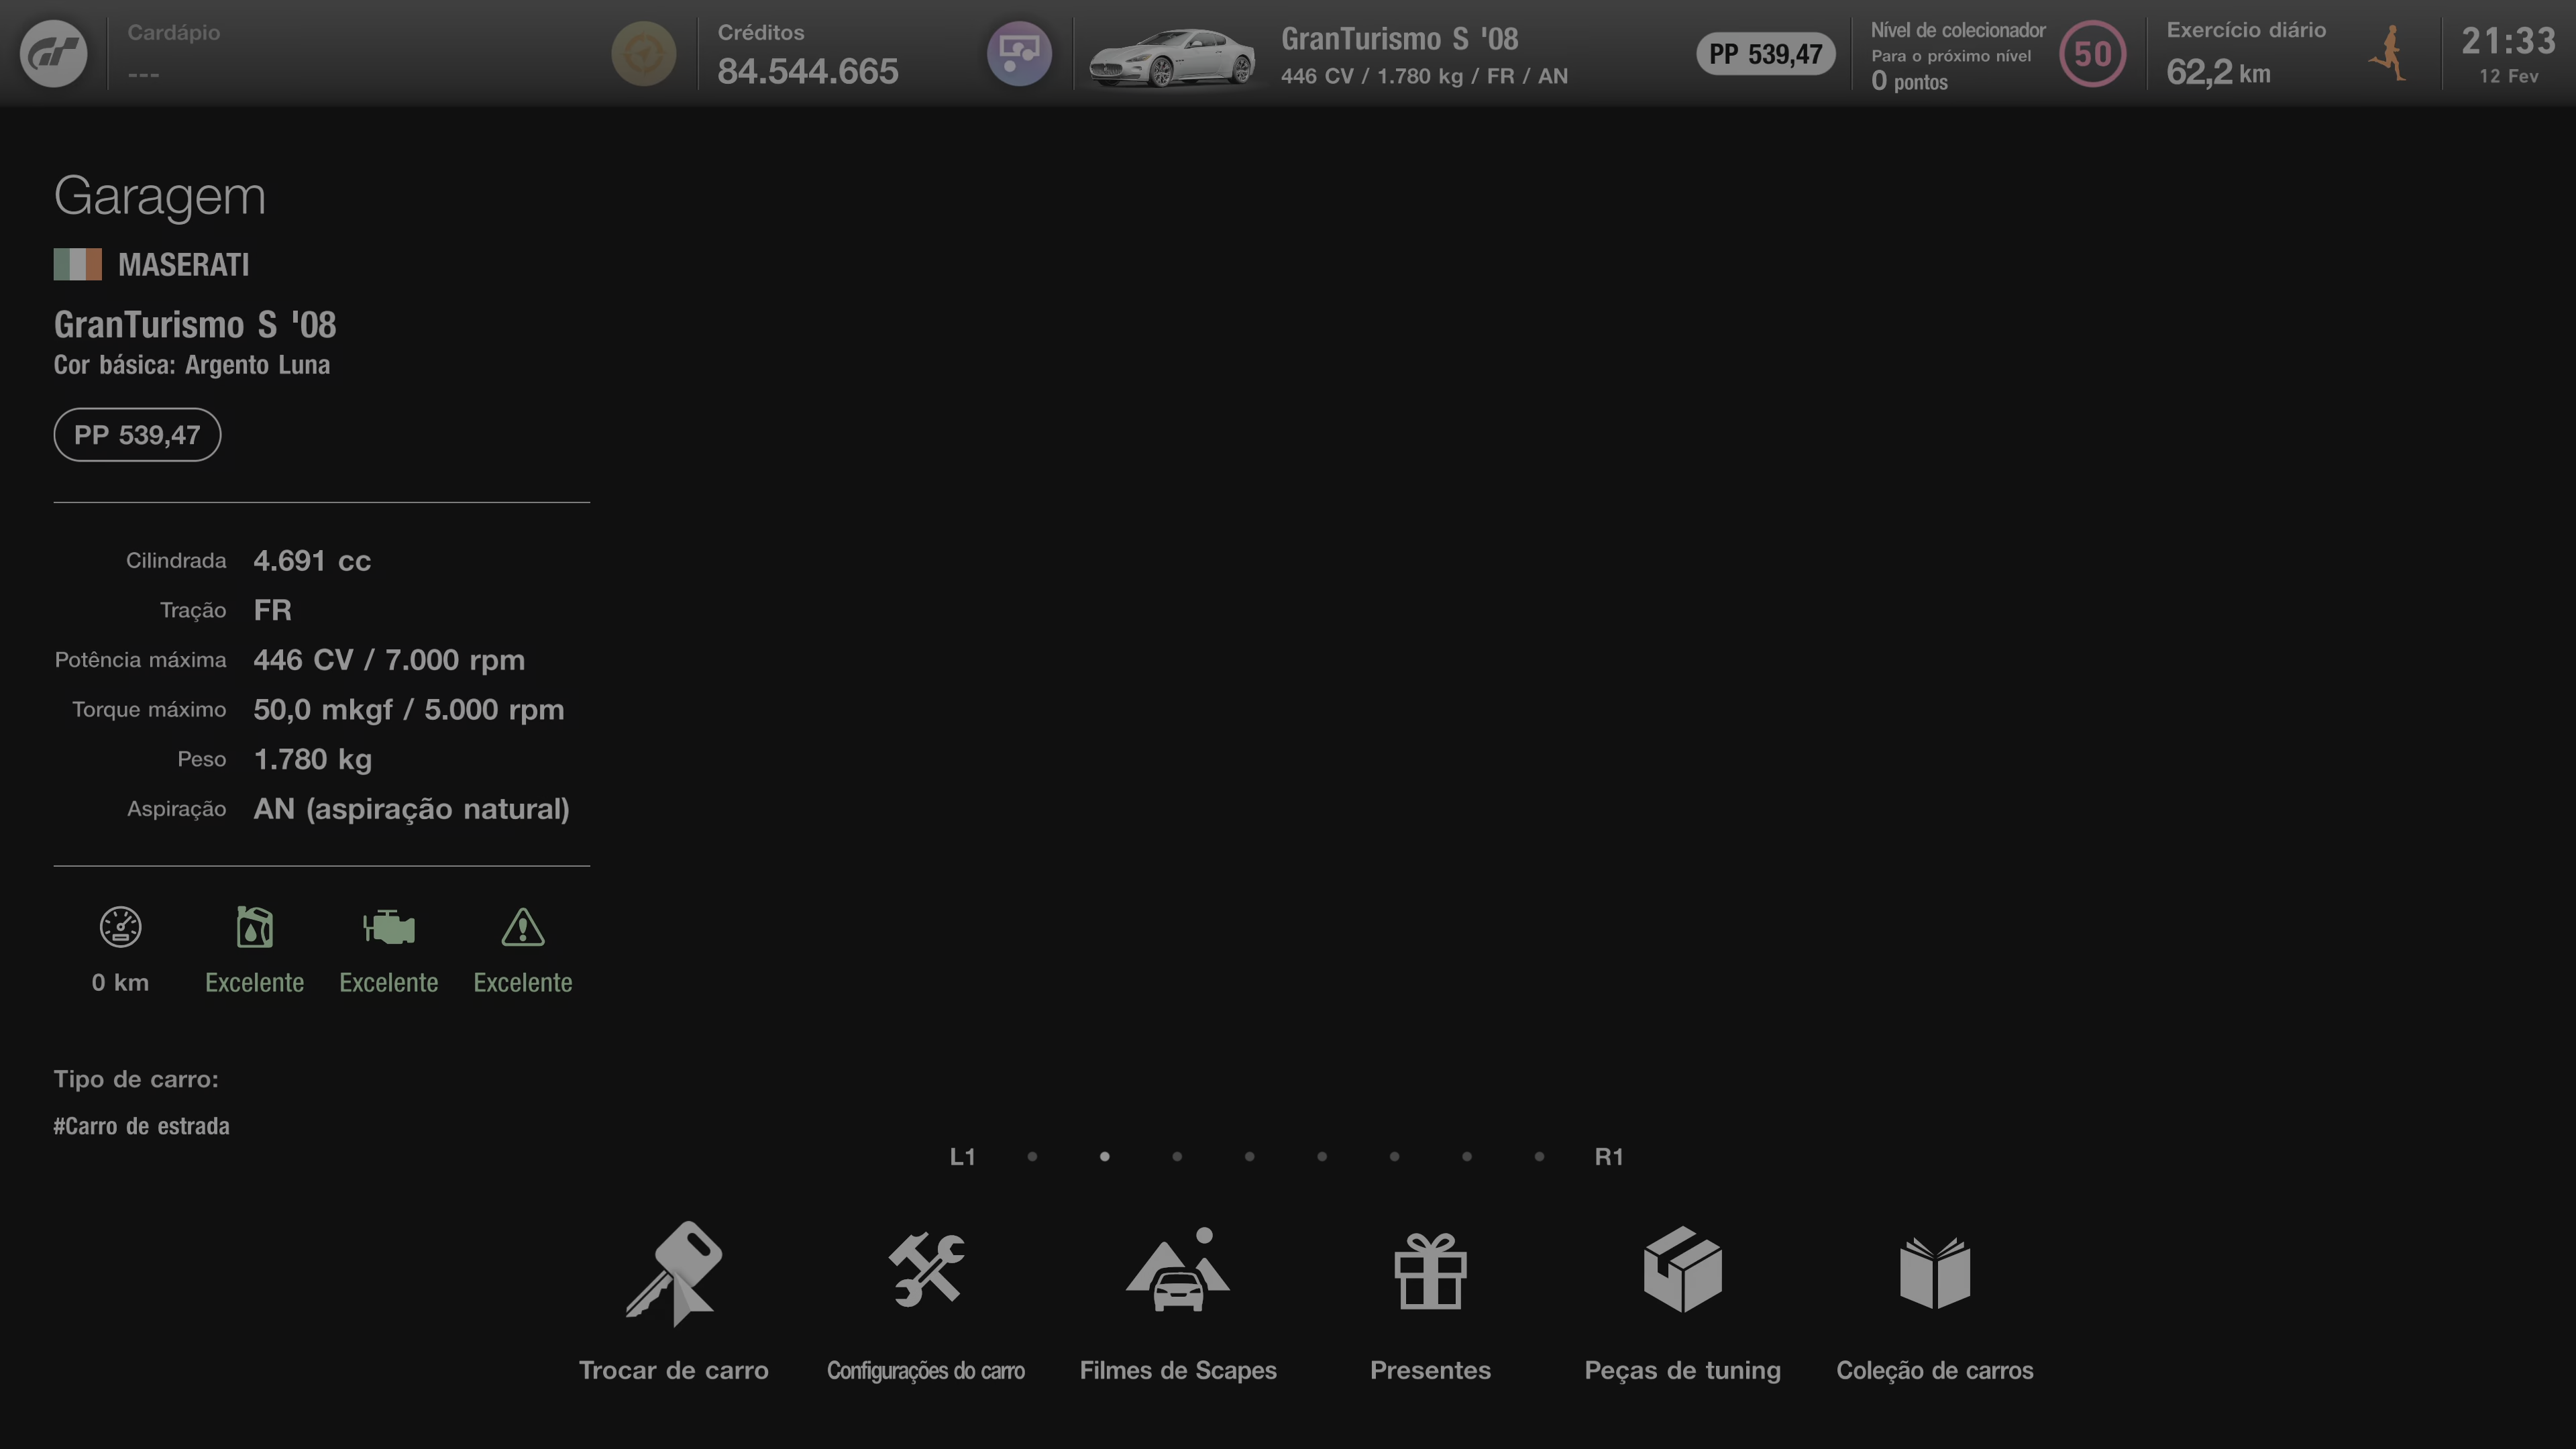 Cardápio
---
Créditos
84.544.665
GranTurismo S '08
446 CV / 1.780 kg / FR / AN
PP 539,47
Nível de colecionador
Para o próximo nível
0 pontos
50
Exercício diário
62,2 km
21:33
12 Fev
Garagem
MASERATI
GranTurismo S '08
Cor básica: Argento Luna
PP 539,47
Cilindrada 4.691 cc
Tração FR
Potência máxima 446 CV / 7.000 rpm
Torque máximo 50,0 mkgf / 5.000 rpm
Peso 1.780 kg
Aspiração AN (aspiração natural)
0 km Excelente Excelente Excelente
Tipo de carro:
#Carro de estrada
L1 R1
Trocar de carro Configurações do carro Filmes de Scapes Presentes Peças de tuning Coleção de carros